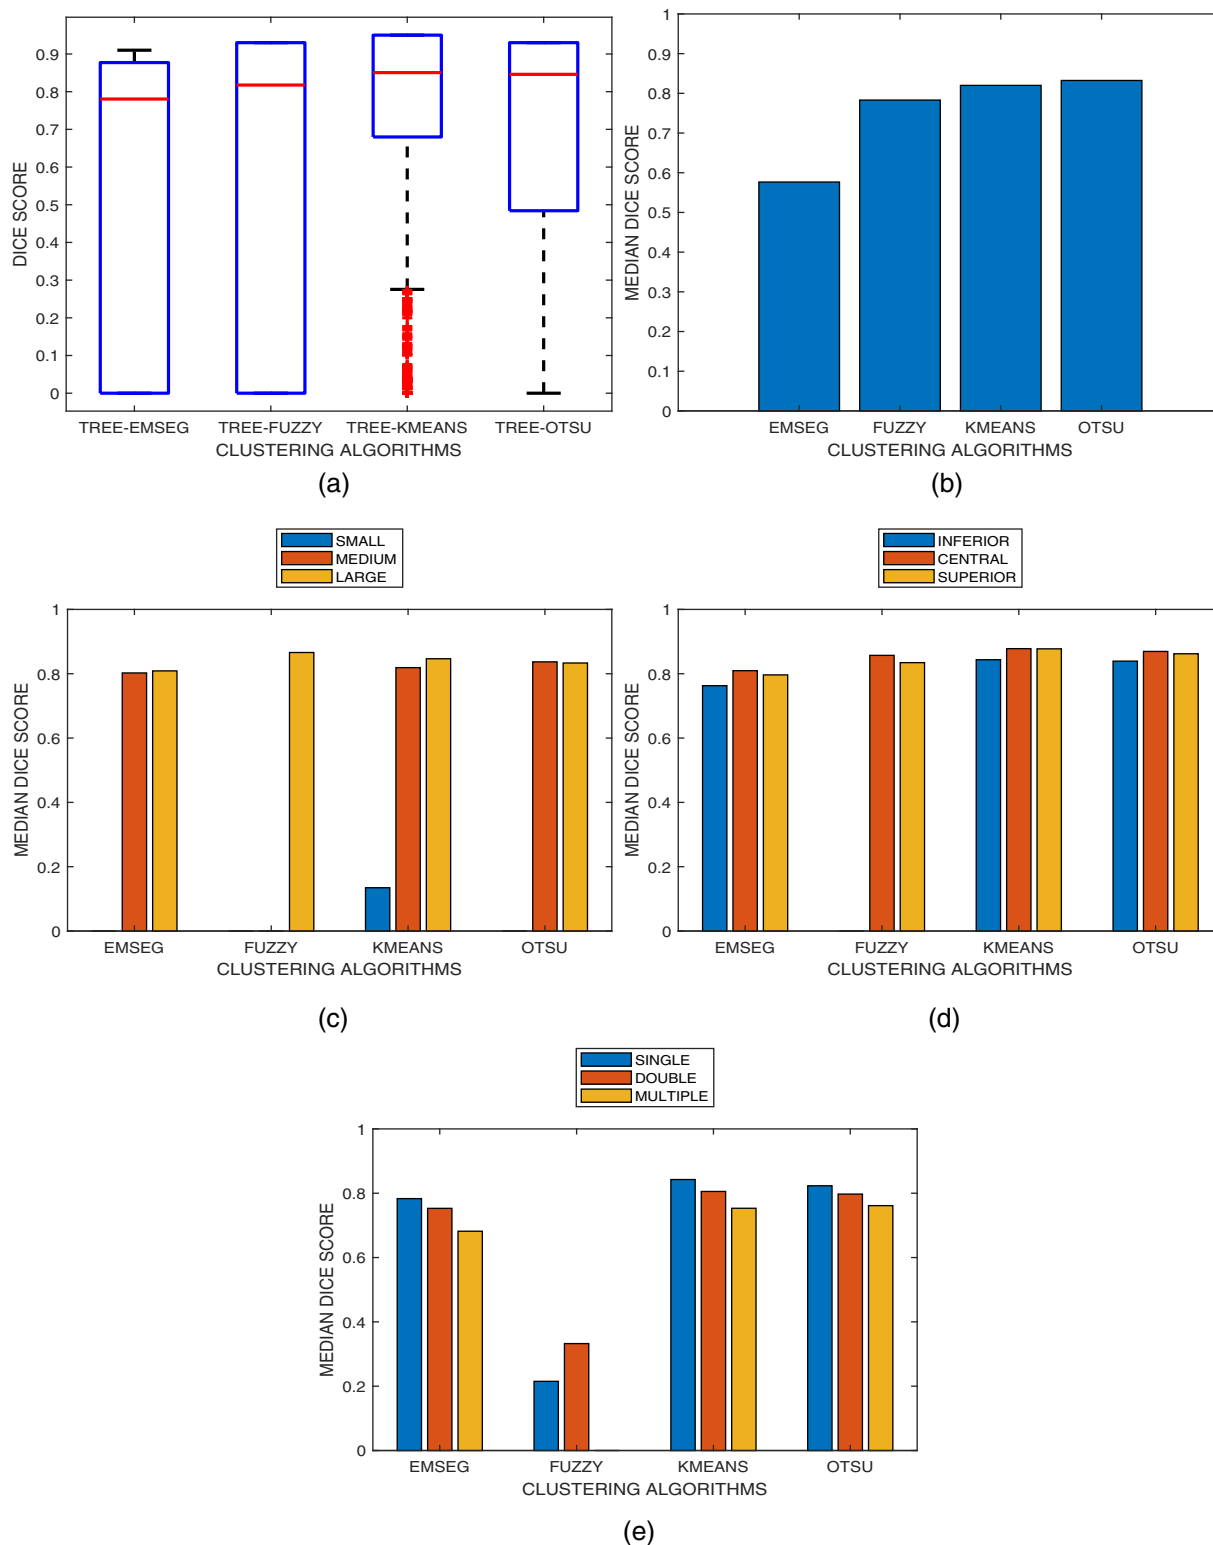 0.9
0.8
0.7
0.6
0.5
0.4
0.3
0.2
0.1
0
DICE SCORE
TREE-EMSEG TREE-FUZZY TREE-KMEANS TREE-OTSU
CLUSTERING ALGORITHMS
(a)
1
0.9
0.8
0.7
0.6
0.5
0.4
0.3
0.2
0.1
0
MEDIAN DICE SCORE
EMSEG FUZZY KMEANS OTSU
CLUSTERING ALGORITHMS
(b)
SMALL
MEDIUM
LARGE
1
0.8
0.6
0.4
0.2
0
MEDIAN DICE SCORE
EMSEG FUZZY KMEANS OTSU
CLUSTERING ALGORITHMS
(c)
INFERIOR
CENTRAL
SUPERIOR
1
0.8
0.6
0.4
0.2
0
MEDIAN DICE SCORE
EMSEG FUZZY KMEANS OTSU
CLUSTERING ALGORITHMS
(d)
SINGLE
DOUBLE
MULTIPLE
1
0.8
0.6
0.4
0.2
0
MEDIAN DICE SCORE
EMSEG FUZZY KMEANS OTSU
CLUSTERING ALGORITHMS
(e)